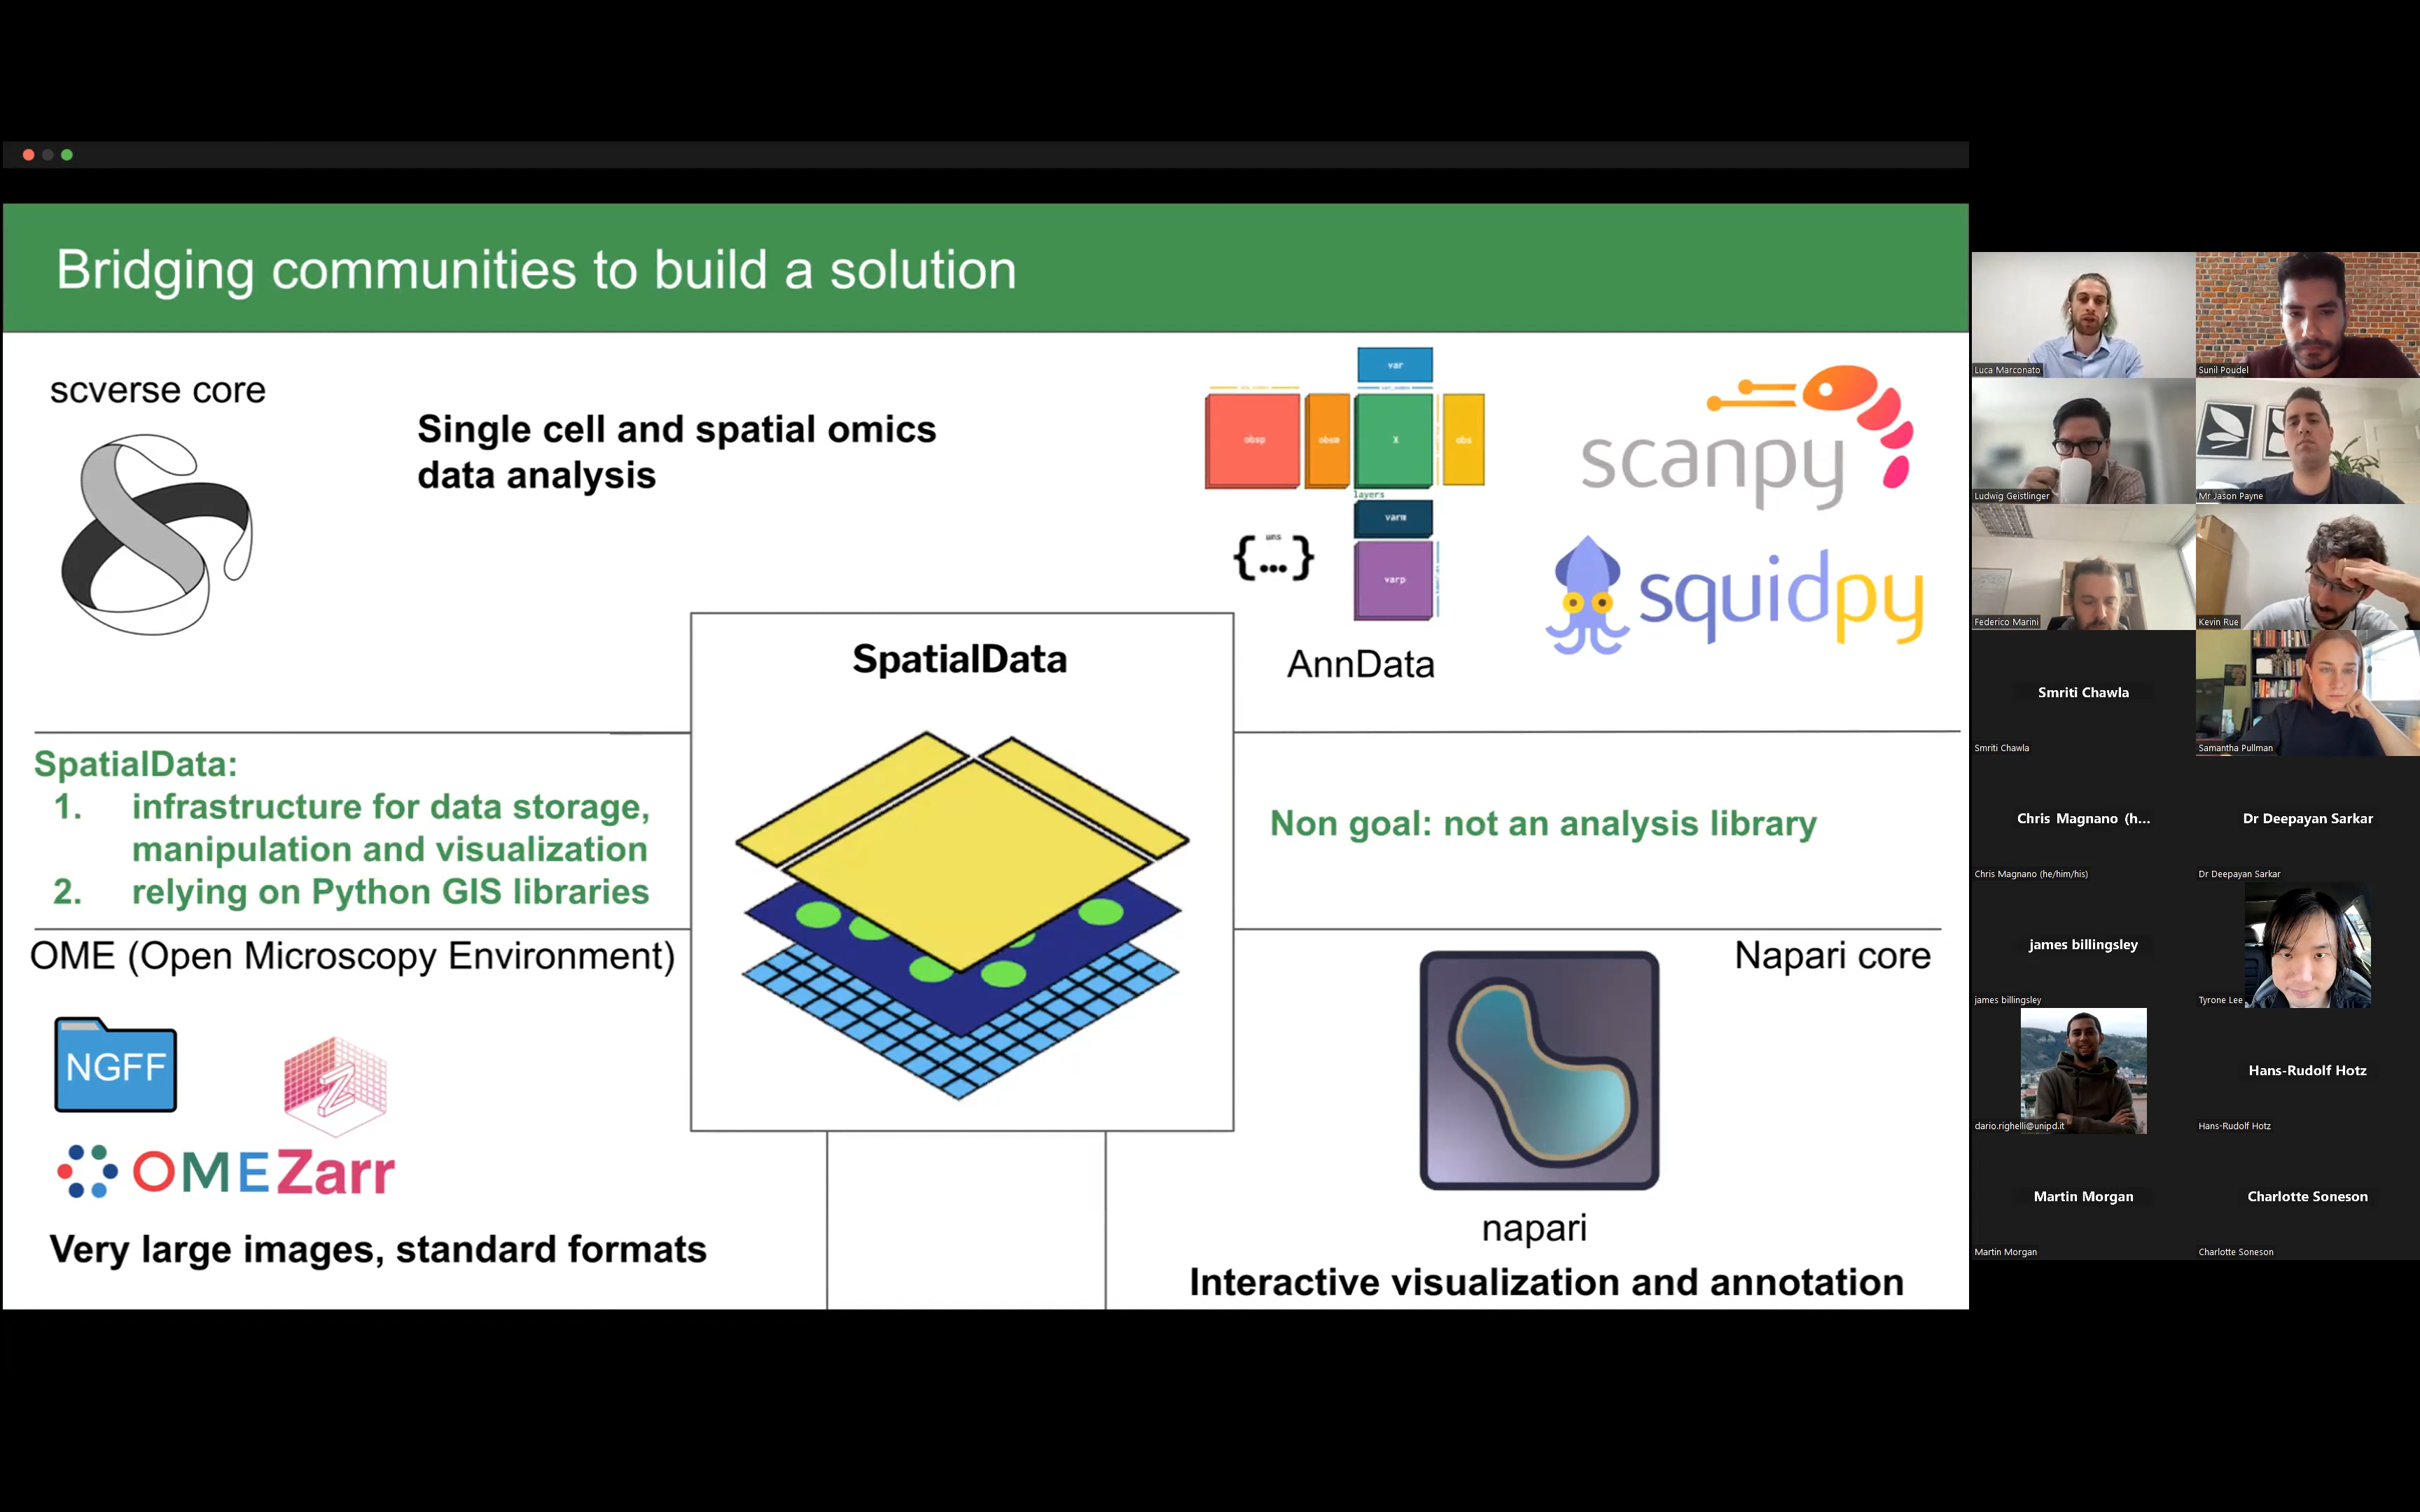 Bridging communities to build a solution
scverse core
Single cell and spatial omics
data analysis
var
obsp
obsm
X
obs
layers
varm
uns
{...}
varp
AnnData
scanpy
squidpy
SpatialData
SpatialData:
1. infrastructure for data storage,
manipulation and visualization
2. relying on Python GIS libraries
Non goal: not an analysis library
OME (Open Microscopy Environment)
NGFF
Z
OMEZarr
Very large images, standard formats
Napari core
napari
Interactive visualization and annotation
Luca Marconato
Sunil Poudel
Ludwig Geistlinger
Mr Jason Payne
Federico Marini
Kevin Rue
Smriti Chawla
Smriti Chawla
Samantha Pullman
Chris Magnano (h...
Dr Deepayan Sarkar
Chris Magnano (he/him/his)
Dr Deepayan Sarkar
james billingsley
james billingsley
Tyrone Lee
Hans-Rudolf Hotz
dario.righelli@unipd.it
Hans-Rudolf Hotz
Martin Morgan
Charlotte Soneson
Martin Morgan
Charlotte Soneson